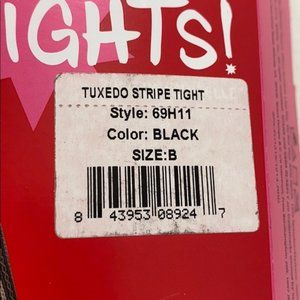 IGHTS!
TUXEDO STRIPE TIGHT
Style: 69H11
Color: BLACK
SIZE:B
8 43953 08924 7